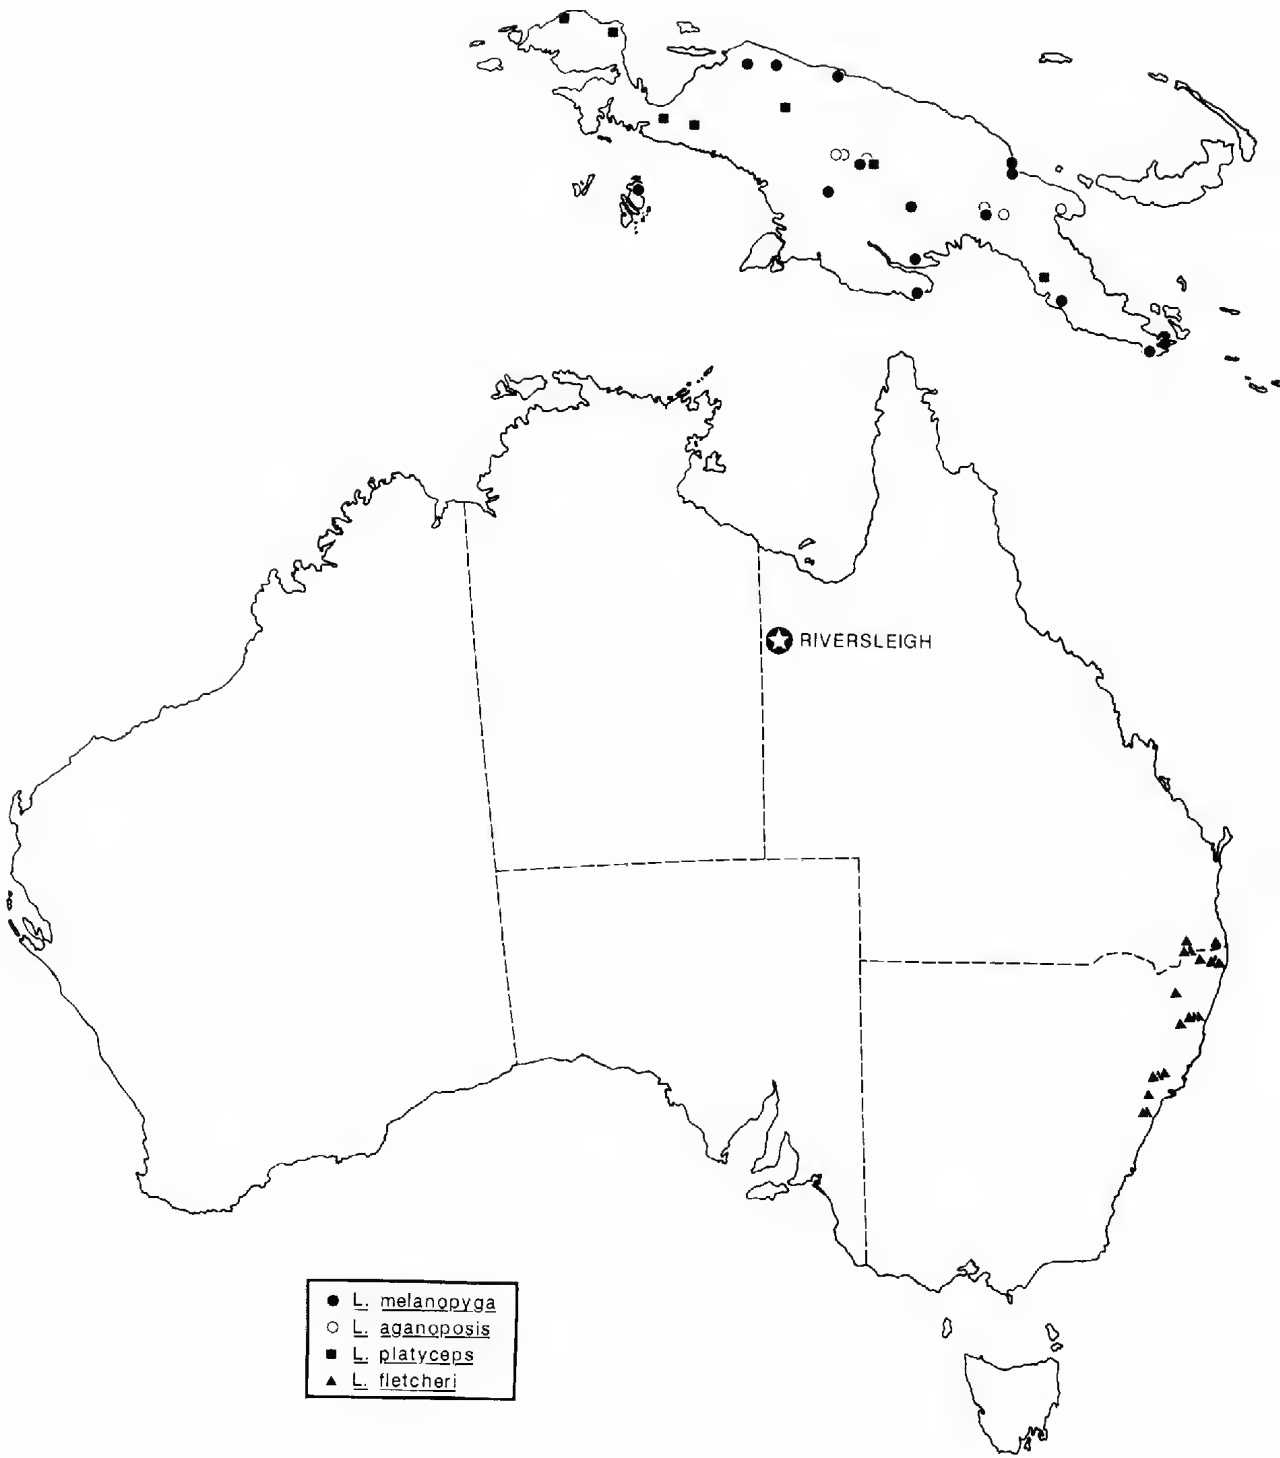 RIVERSLEIGH
L. melanopyga
L. aganoposis
L. platyceps
L. fletcheri